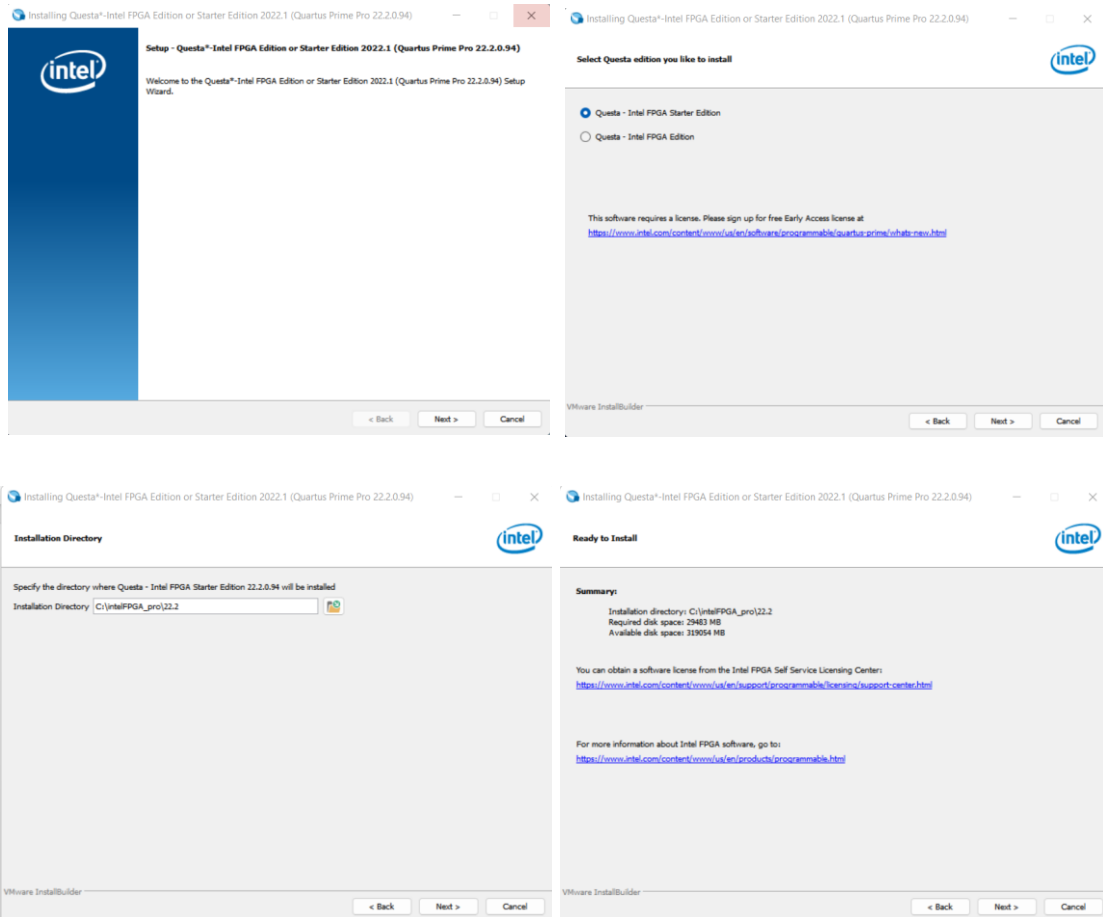 Installing Questa*-Intel FPGA Edition or Starter Edition 2022.1 (Quartus Prime Pro 22.2.0.94)
intel
Setup - Questa*-Intel FPGA Edition or Starter Edition 2022.1 (Quartus Prime Pro 22.2.0.94)
Welcome to the Questa*-Intel FPGA Edition or Starter Edition 2022.1 (Quartus Prime Pro 22.2.0.94) Setup
Wizard.
< Back Next > Cancel
Installing Questa*-Intel FPGA Edition or Starter Edition 2022.1 (Quartus Prime Pro 22.2.0.94)
Select Questa edition you like to install
intel
Questa - Intel FPGA Starter Edition
Questa - Intel FPGA Edition
This software requires a license. Please sign up for free Early Access license at
https://www.intel.com/content/www/us/en/software/programmable/quartus-prime/whats-new.html
VMware InstallBuilder
< Back Next > Cancel
Installing Questa*-Intel FPGA Edition or Starter Edition 2022.1 (Quartus Prime Pro 22.2.0.94)
Installation Directory
intel
Specify the directory where Questa - Intel FPGA Starter Edition 22.2.0.94 will be installed
Installation Directory C:\intelFPGA_pro\22.2
VMware InstallBuilder
< Back Next > Cancel
Installing Questa*-Intel FPGA Edition or Starter Edition 2022.1 (Quartus Prime Pro 22.2.0.94)
Ready to Install
intel
Summary:
Installation directory: C:\intelFPGA_pro\22.2
Required disk space: 29483 MB
Available disk space: 319054 MB
You can obtain a software license from the Intel FPGA Self Service Licensing Center:
https://www.intel.com/content/www/us/en/support/programmable/licensing/support-center.html
For more information about Intel FPGA software, go to:
https://www.intel.com/content/www/us/en/products/programmable.html
VMware InstallBuilder
< Back Next > Cancel